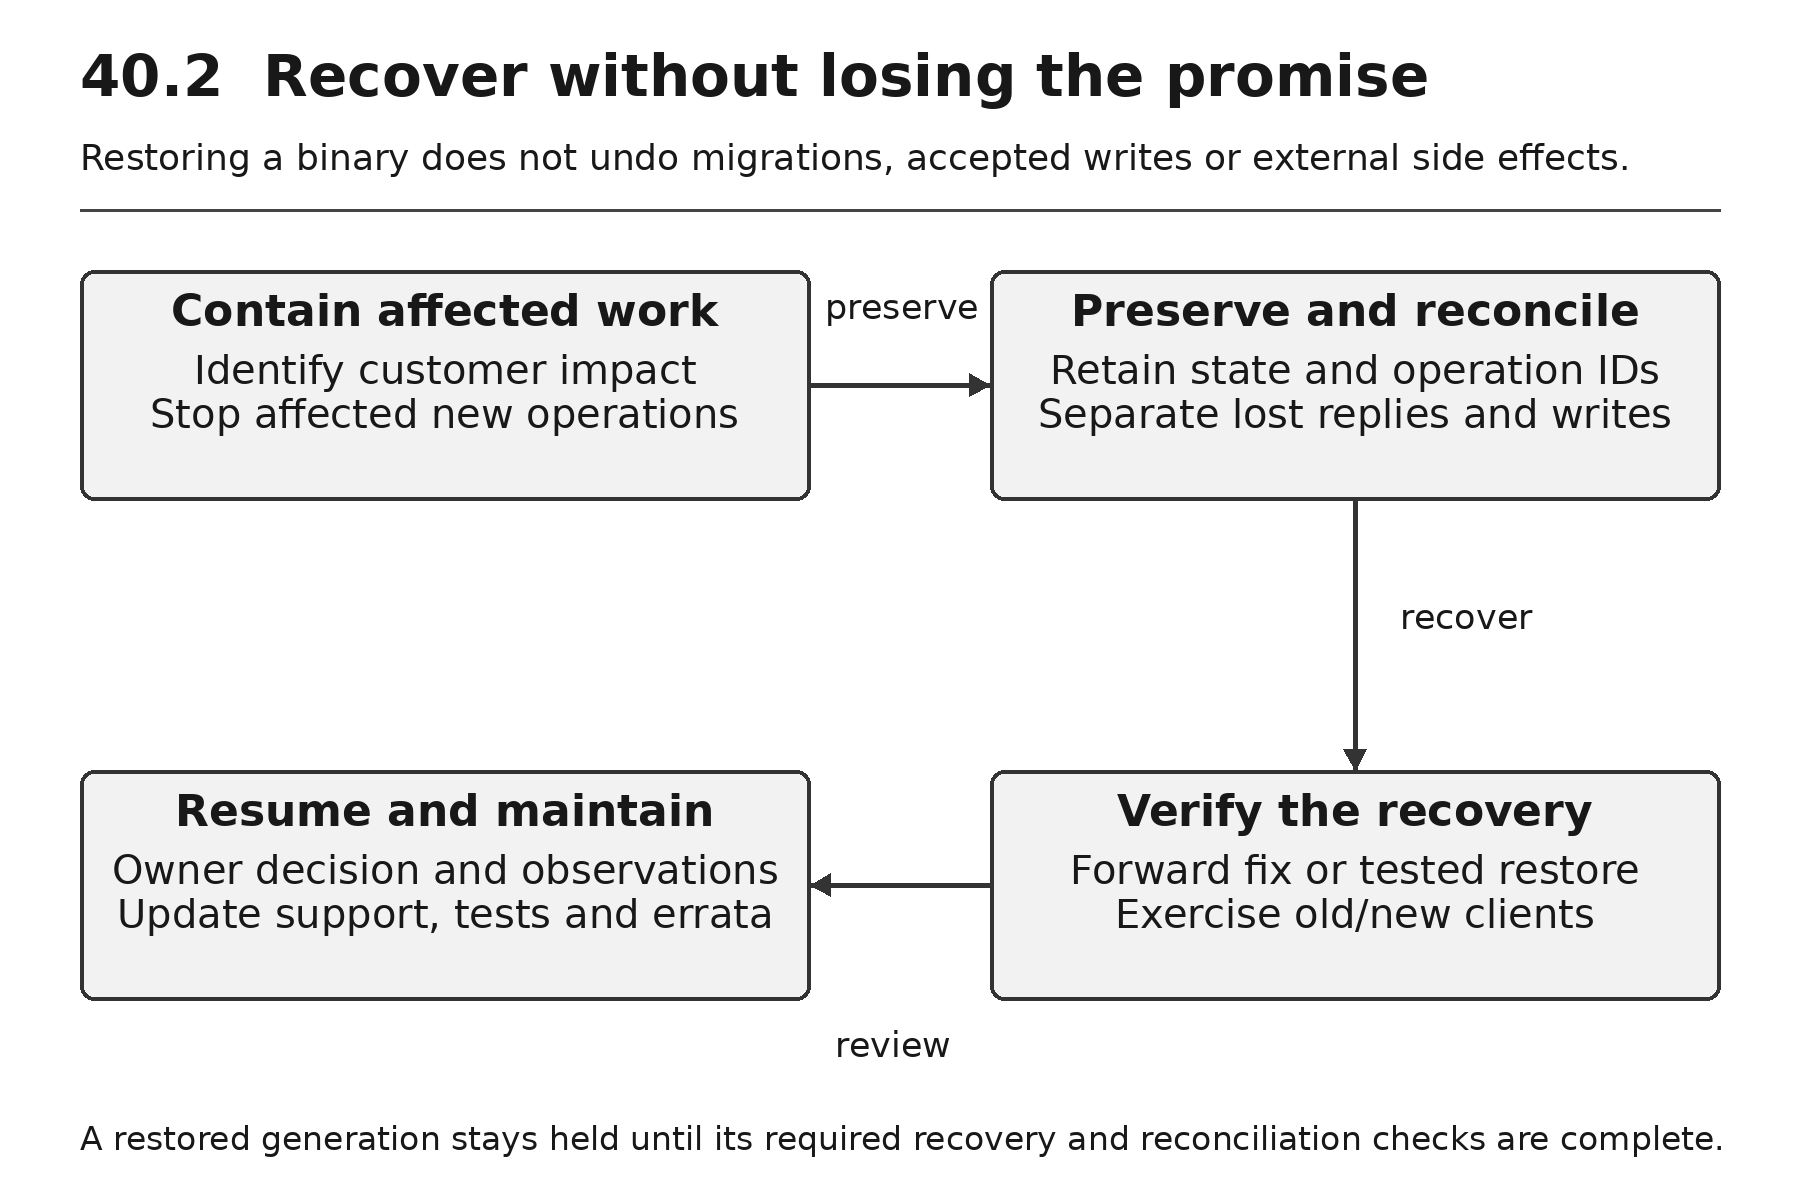 40.2 Recover without losing the promise
Restoring a binary does not undo migrations, accepted writes or external side effects.
Contain affected work
Identify customer impact
Stop affected new operations
preserve
Preserve and reconcile
Retain state and operation IDs
Separate lost replies and writes
recover
Verify the recovery
Forward fix or tested restore
Exercise old/new clients
review
Resume and maintain
Owner decision and observations
Update support, tests and errata
A restored generation stays held until its required recovery and reconciliation checks are complete.